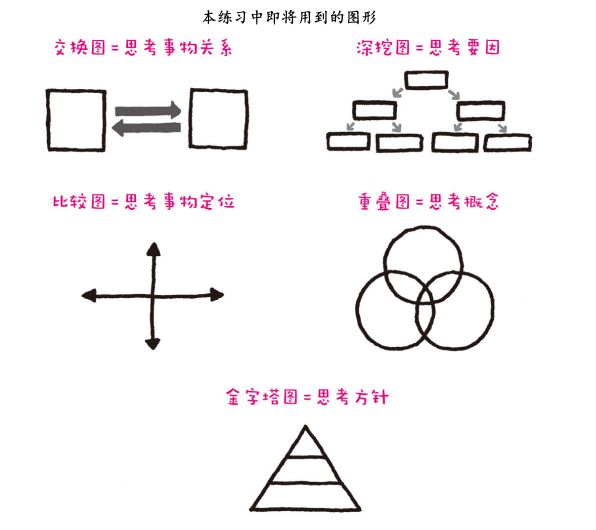 本练习中即将用到的图形
交换图=思考事物关系
深挖图=思考要因
比较图=思考事物定位
重叠图=思考概念
金字塔图=思考方针